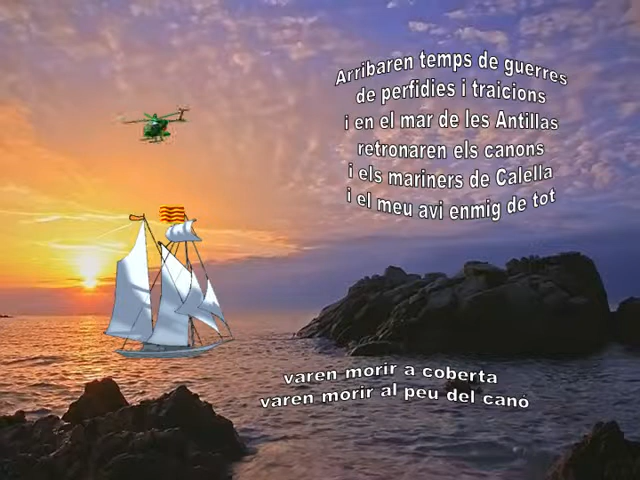 Arribaren temps de guerres
de perfidies i traicions
i en el mar de les Antillas
retronaren els canons
i els mariners de Calella
i el meu avi enmig de tot
varen morir a coberta
varen morir al peu del canó